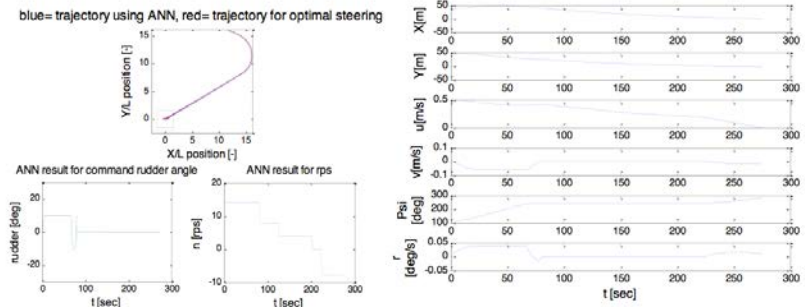 blue= trajectory using ANN, red= trajectory for optimal steering
Y/L position [-]
15
10
5
0
0 5 10 15
X/L position [-]
ANN result for command rudder angle
rudder [deg]
20
0
-20
0 100 200 300
t [sec]
ANN result for rps
n [rps]
20
10
0
-10
0 100 200 300
t [sec]
X[m]
50
0
-50
0 50 100 150 200 250 300
Y[m]
50
0
-50
0 50 100 150 200 250 300
u[m/s]
0.5
0
0 50 100 150 200 250 300
v[m/s]
0.1
0
-0.1
0 50 100 150 200 250 300
Psi
[deg]
300
200
100
0 50 100 150 200 250 300
r
[deg/s]
0.05
0
-0.05
0 50 100 150 200 250 300
t [sec]